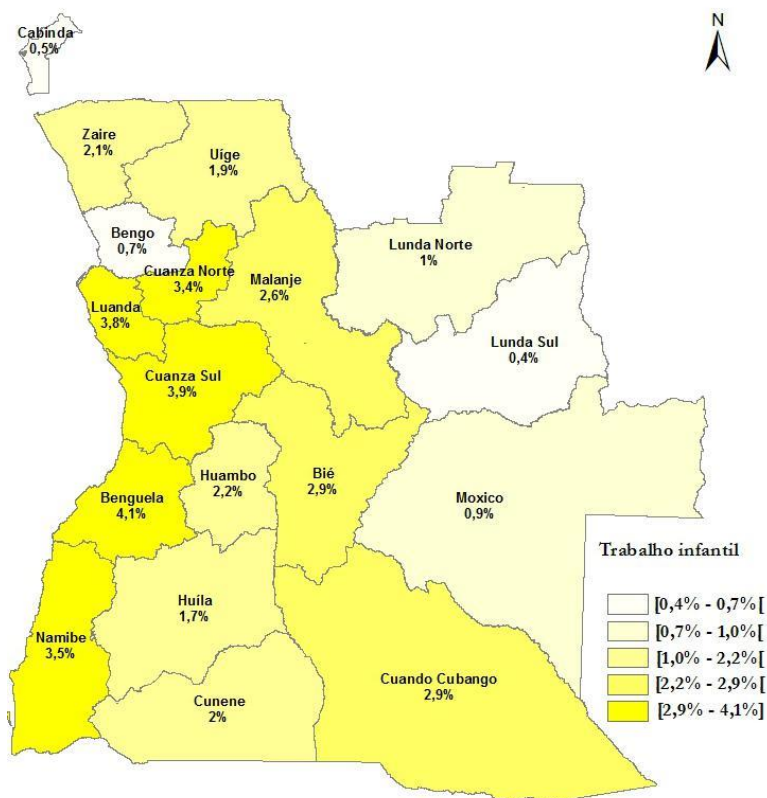 N
Cabinda
0,5%
Zaire
2,1%
Uíge
1,9%
Bengo
0,7%
Cuanza Norte
3,4%
Malanje
2,6%
Lunda Norte
1%
Luanda
3,8%
Lunda Sul
0,4%
Cuanza Sul
3,9%
Huambo
2,2%
Bié
2,9%
Benguela
4,1%
Moxico
0,9%
Huíla
1,7%
Namibe
3,5%
Cunene
2%
Cuando Cubango
2,9%
Trabalho infantil
[0,4% - 0,7%[
[0,7% - 1,0%[
[1,0% - 2,2%[
[2,2% - 2,9%[
[2,9% - 4,1%]